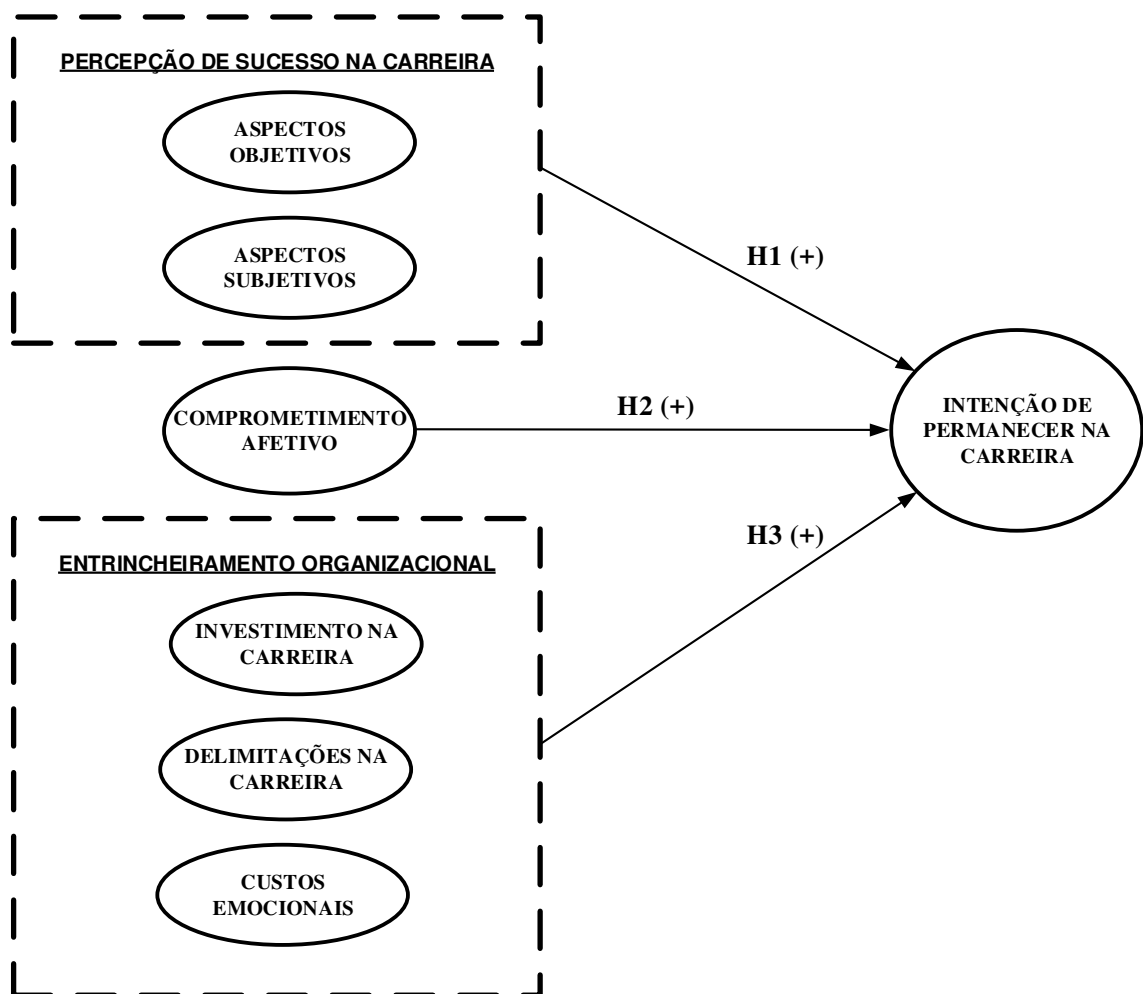 PERCEPÇÃO DE SUCESSO NA CARREIRA
ASPECTOS
OBJETIVOS
ASPECTOS
SUBJETIVOS
H1 (+)
COMPROMETIMENTO
AFETIVO
H2 (+)
INTENÇÃO DE
PERMANECER NA
CARREIRA
H3 (+)
ENTRINCHEIRAMENTO ORGANIZACIONAL
INVESTIMENTO NA
CARREIRA
DELIMITAÇÕES NA
CARREIRA
CUSTOS
EMOCIONAIS